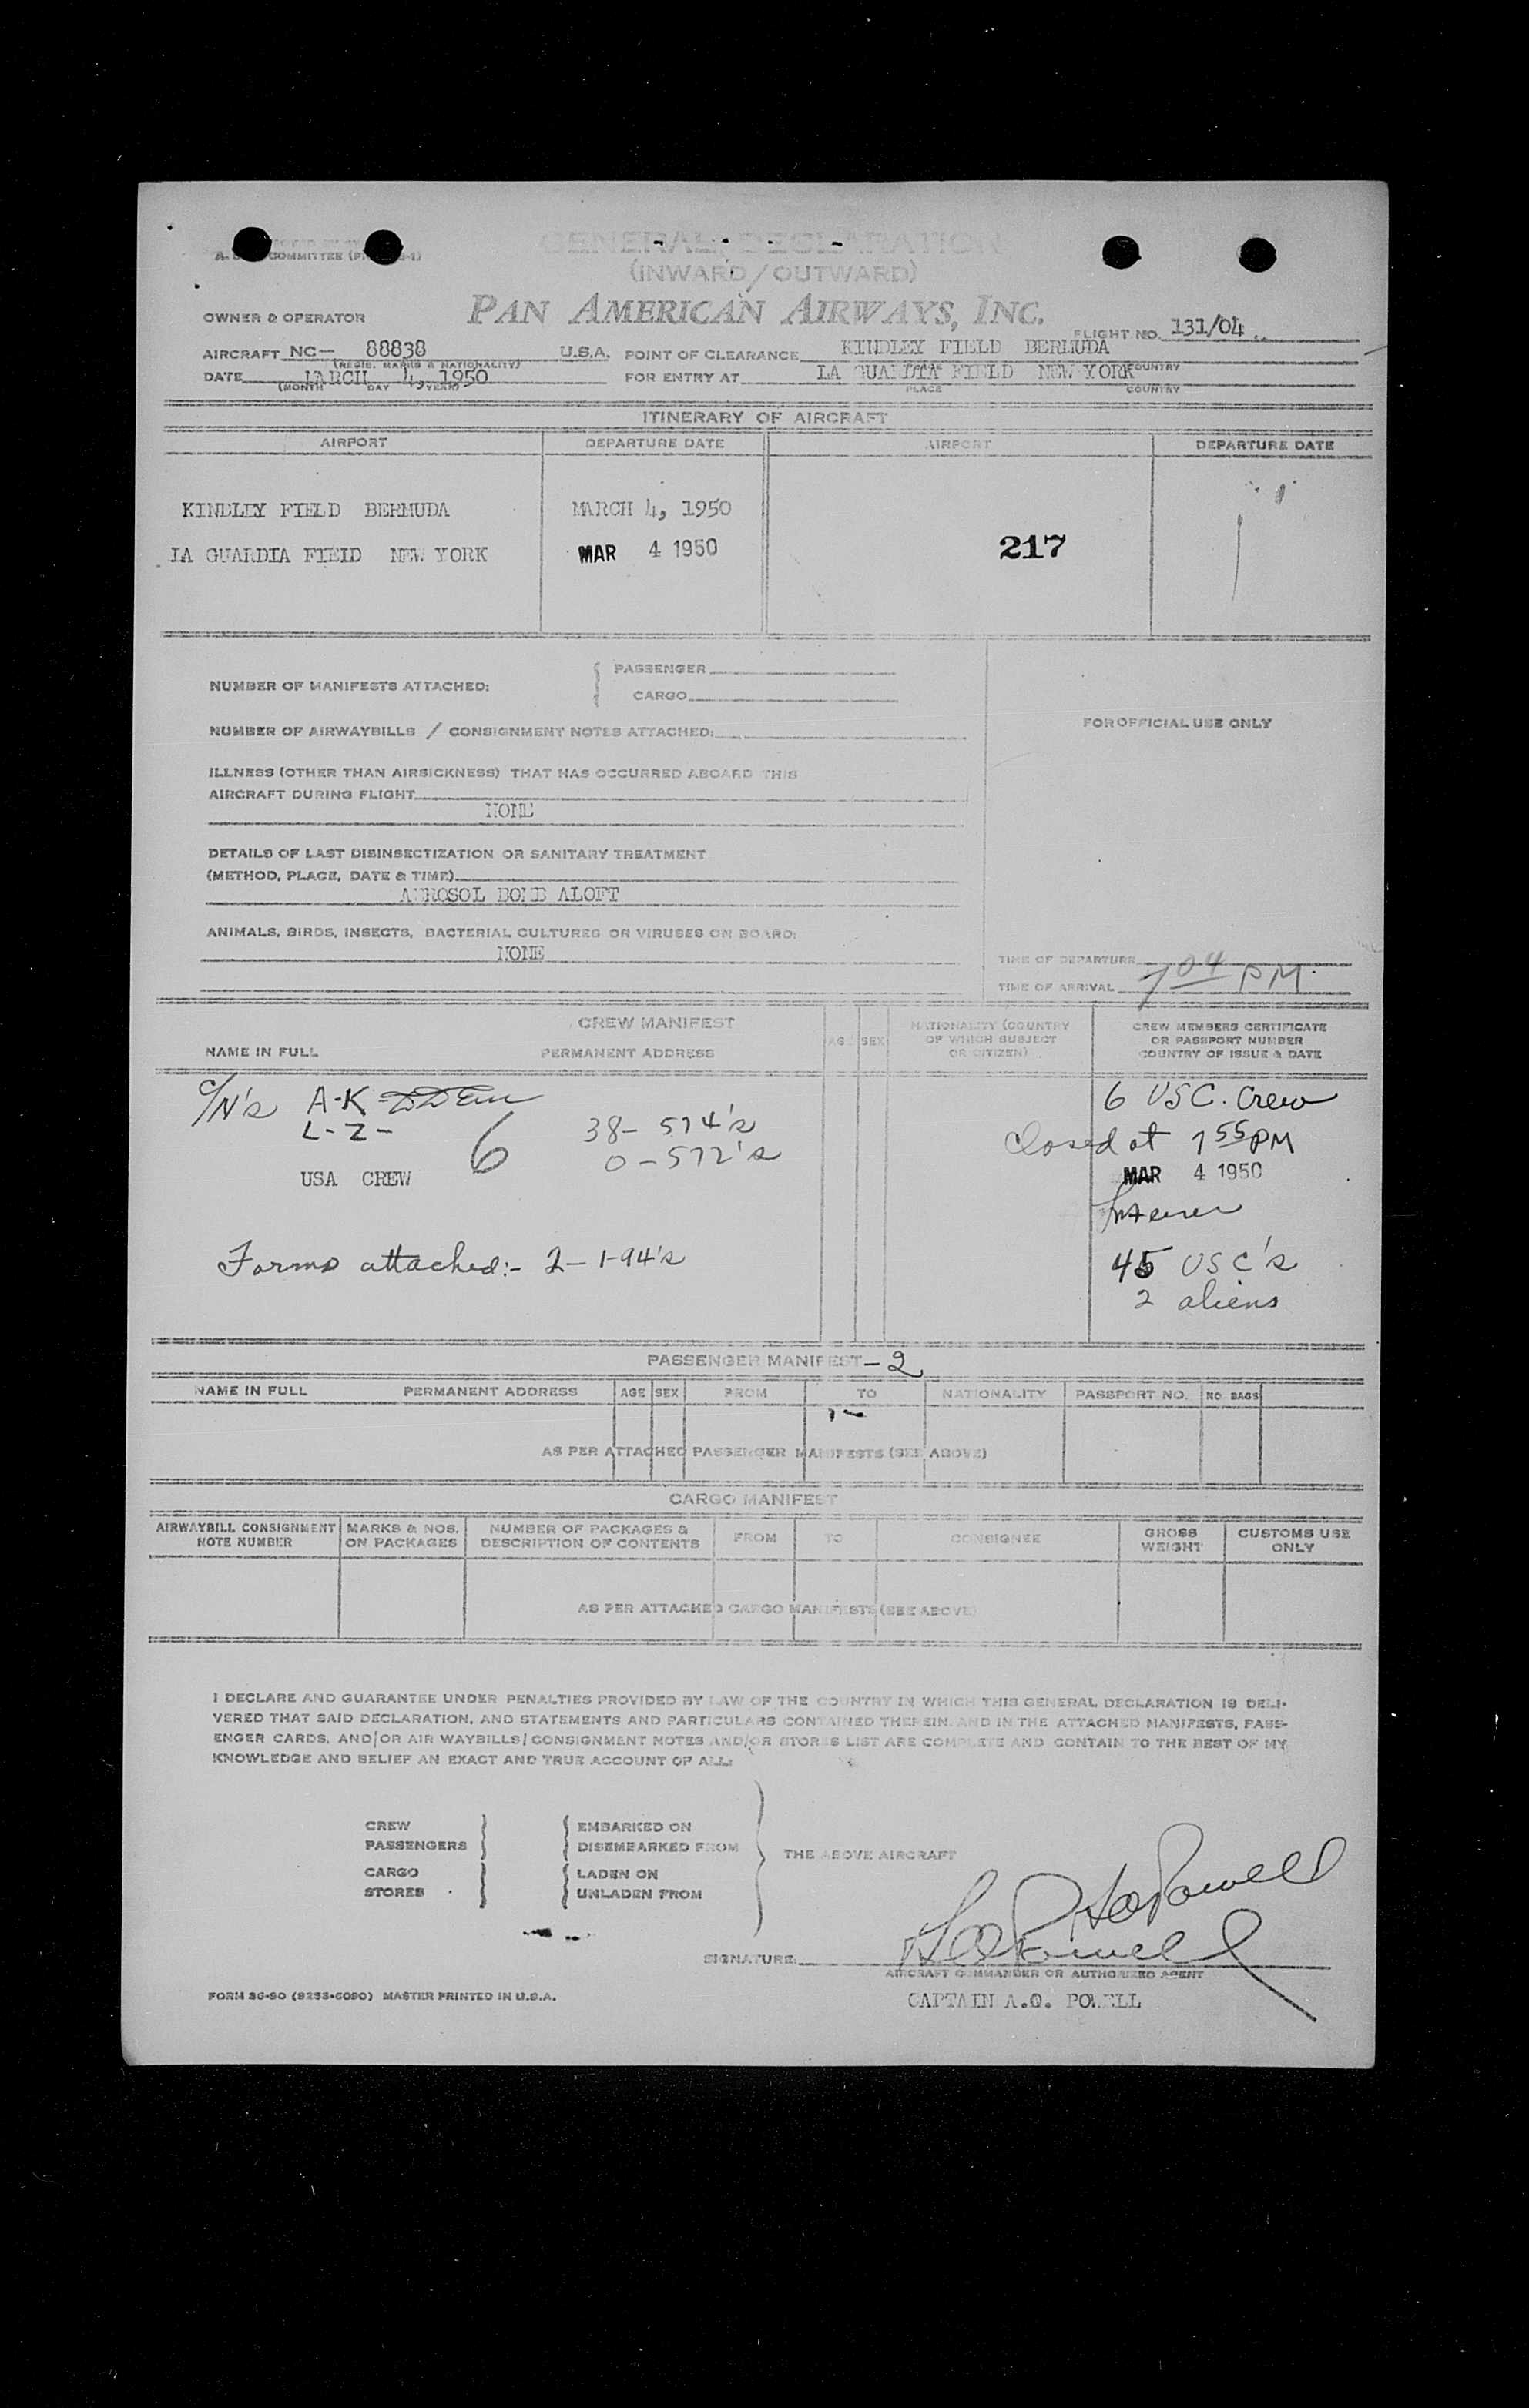 A. COMMITTEE
GENERAL DECLARATION
(INWARD/OUTWARD)
OWNER & OPERATOR PAN AMERICAN AIRWAYS, INC.
FLIGHT NO. 131/04
AIRCRAFT NC- 88838 U.S.A. POINT OF CLEARANCE KINDLEY FIELD BERMUDA
(REGIS. MARKS & NATIONALITY) COUNTRY
DATE MARCH 4, 1950 FOR ENTRY AT LA GUARDIA FIELD NEW YORK
(MONTH DAY YEAR) PLACE COUNTRY
ITINERARY OF AIRCRAFT
AIRPORT DEPARTURE DATE AIRPORT DEPARTURE DATE
KINDLEY FIELD BERMUDA MARCH 4, 1950
LA GUARDIA FIELD NEW YORK MAR 4 1950 217
NUMBER OF MANIFESTS ATTACHED: { PASSENGER
CARGO
NUMBER OF AIRWAYBILLS / CONSIGNMENT NOTES ATTACHED:
FOR OFFICIAL USE ONLY
ILLNESS (OTHER THAN AIRSICKNESS) THAT HAS OCCURRED ABOARD THIS
AIRCRAFT DURING FLIGHT
NONE
DETAILS OF LAST DISINSECTIZATION OR SANITARY TREATMENT
(METHOD, PLACE, DATE & TIME)
AEROSOL BOMB ALOFT
ANIMALS, BIRDS, INSECTS, BACTERIAL CULTURES OR VIRUSES ON BOARD:
NONE
TIME OF DEPARTURE
TIME OF ARRIVAL 7 04 PM
CREW MANIFEST
NAME IN FULL PERMANENT ADDRESS AGE SEX NATIONALITY (COUNTRY OF WHICH SUBJECT OR CITIZEN) CREW MEMBERS CERTIFICATE OR PASSPORT NUMBER COUNTRY OF ISSUE & DATE
C/N's A-K 6 USC. Crew
L-Z- 6 38- 574's Closed at 7 55 PM
0-572's
USA CREW MAR 4 1950
Forms attached:- 2-I-94's 45 USC's
2 aliens
PASSENGER MANIFEST - 2
NAME IN FULL PERMANENT ADDRESS AGE SEX FROM TO NATIONALITY PASSPORT NO. NO. BAGS
AS PER ATTACHED PASSENGER MANIFESTS (SEE ABOVE)
CARGO MANIFEST
AIRWAYBILL CONSIGNMENT NOTE NUMBER MARKS & NOS. ON PACKAGES NUMBER OF PACKAGES & DESCRIPTION OF CONTENTS FROM TO CONSIGNEE GROSS WEIGHT CUSTOMS USE ONLY
AS PER ATTACHED CARGO MANIFESTS (SEE ABOVE)
I DECLARE AND GUARANTEE UNDER PENALTIES PROVIDED BY LAW OF THE COUNTRY IN WHICH THIS GENERAL DECLARATION IS DELI-
VERED THAT SAID DECLARATION, AND STATEMENTS AND PARTICULARS CONTAINED THEREIN, AND IN THE ATTACHED MANIFESTS, PASS-
ENGER CARDS, AND/OR AIR WAYBILLS/CONSIGNMENT NOTES AND/OR STORES LIST ARE COMPLETE AND CONTAIN TO THE BEST OF MY
KNOWLEDGE AND BELIEF AN EXACT AND TRUE ACCOUNT OF ALL:
CREW EMBARKED ON
PASSENGERS DISEMBARKED FROM
THE ABOVE AIRCRAFT
CARGO LADEN ON
STORES UNLADEN FROM
AO Powell
SIGNATURE: AO Powell
AIRCRAFT COMMANDER OR AUTHORIZED AGENT
FORM 36-90 (9253-6090) MASTER PRINTED IN U.S.A.
CAPTAIN A.O. POWELL